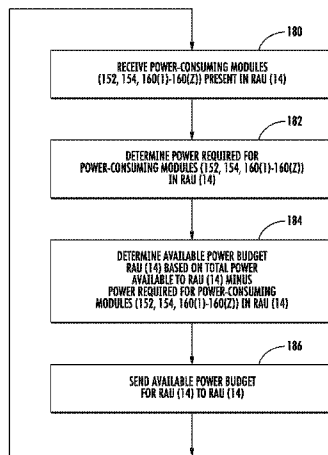 180
RECEIVE POWER-CONSUMING MODULES
(152, 154, 160(1)-160(Z)) PRESENT IN RAU (14)
182
DETERMINE POWER REQUIRED FOR
POWER-CONSUMING MODULES (152, 154, 160(1)-160(Z))
IN RAU (14)
184
DETERMINE AVAILABLE POWER BUDGET
RAU (14) BASED ON TOTAL POWER
AVAILABLE TO RAU (14) MINUS
POWER REQUIRED FOR POWER-CONSUMING
MODULES (152, 154, 160(1)-160(Z)) IN RAU (14)
186
SEND AVAILABLE POWER BUDGET
FOR RAU (14) TO RAU (14)